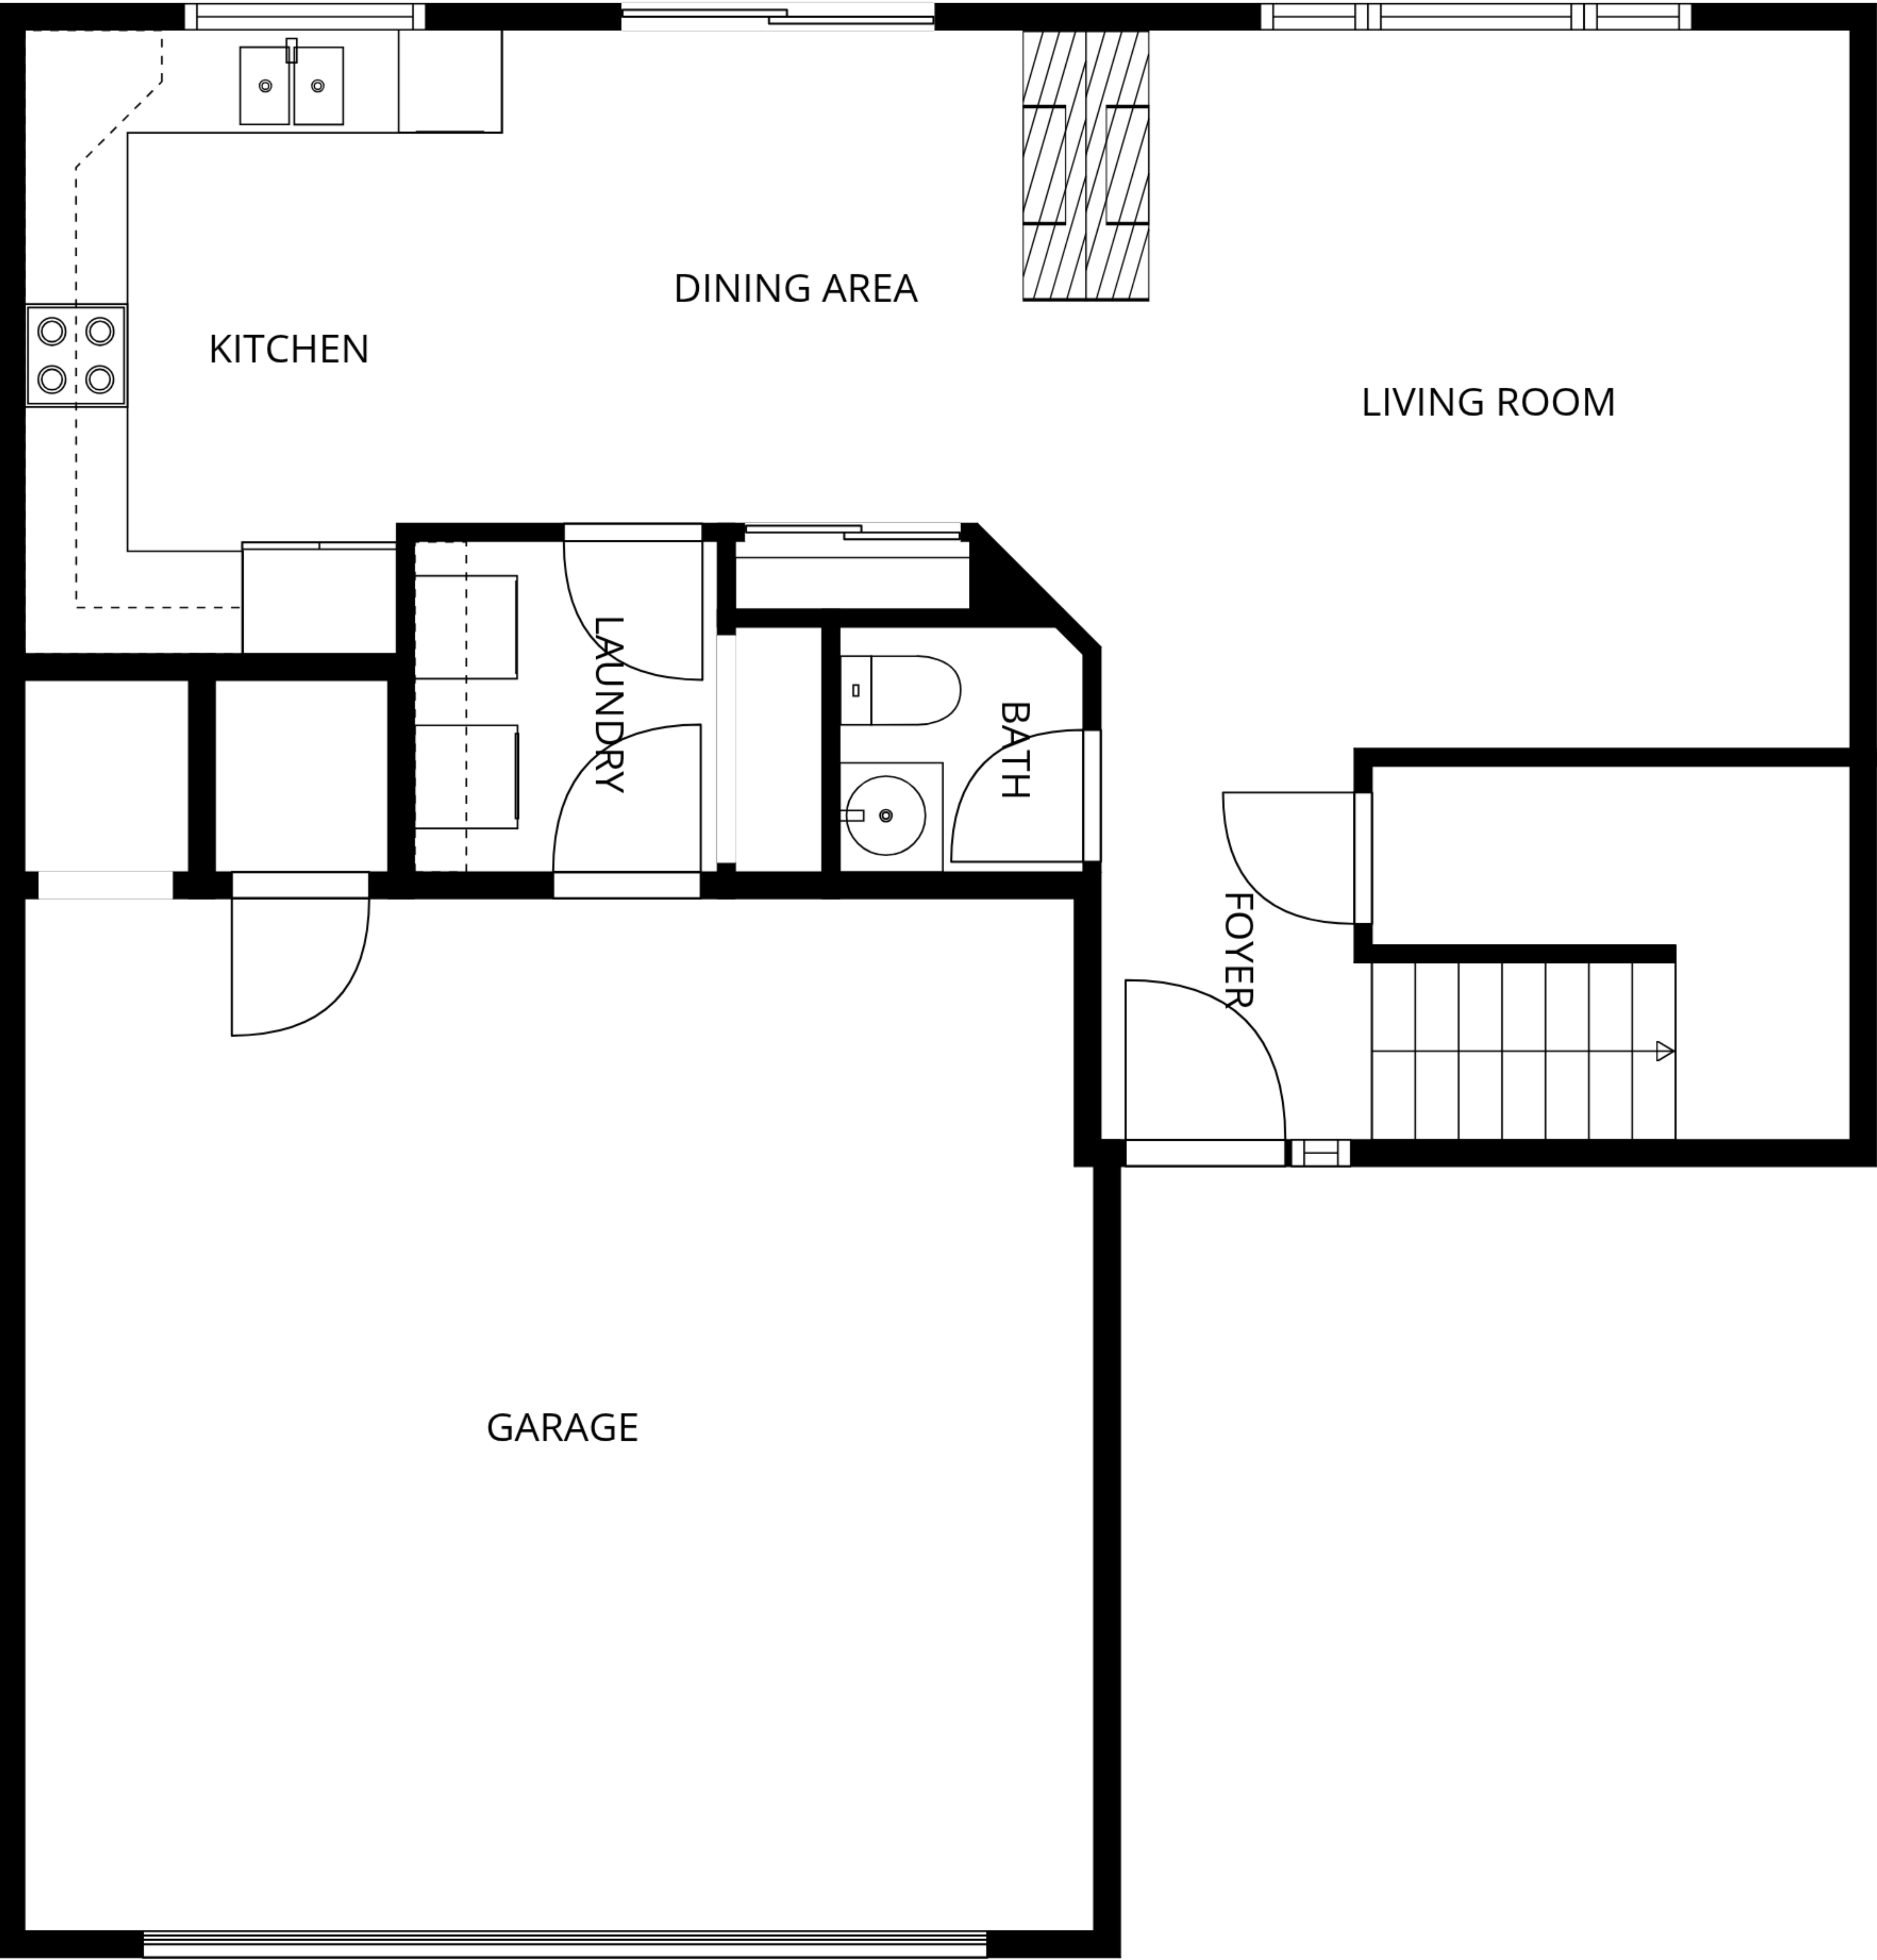 DINING AREA
KITCHEN
LIVING ROOM
LAUNDRY
BATH
FOYER
GARAGE